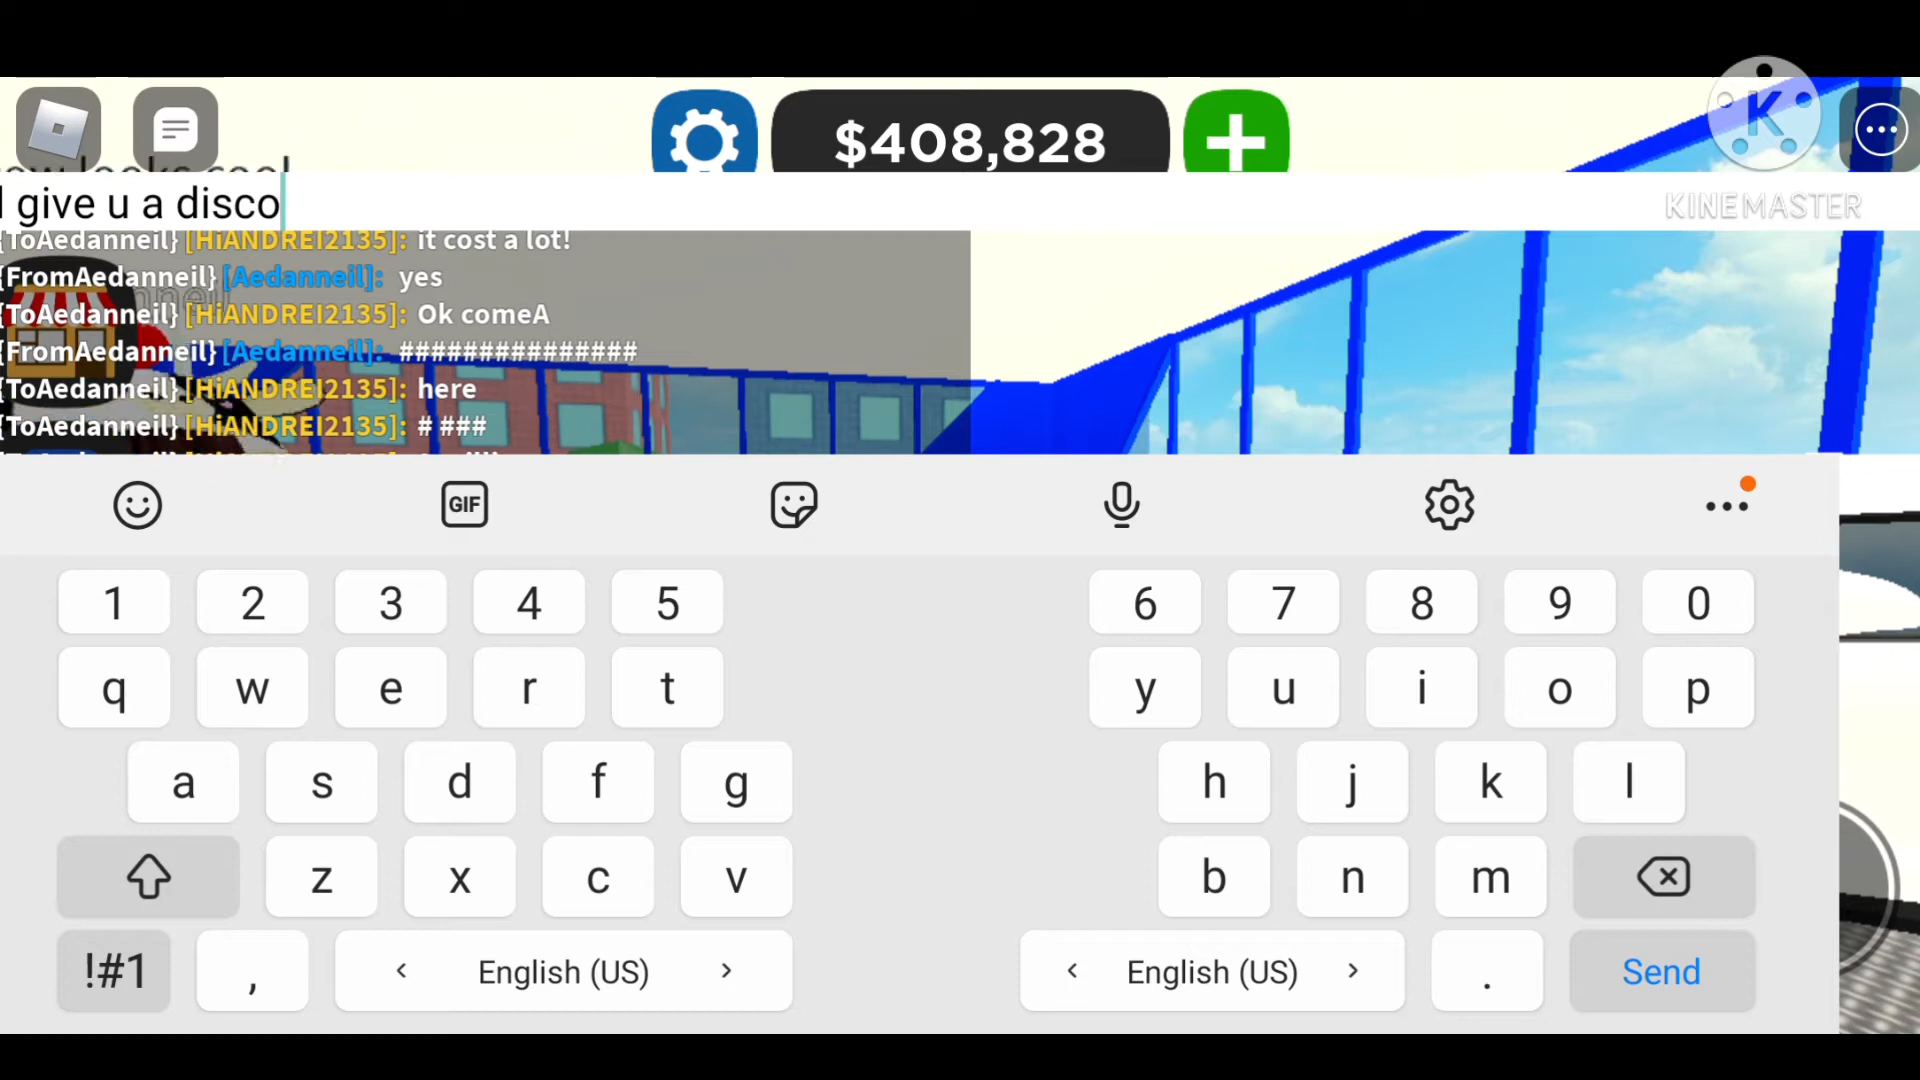 $408,828
KINEMASTER
I give u a disco
{ToAedanneil} [HiANDREI2135]: it cost a lot!
{FromAedanneil} [Aedanneil]: yes
{ToAedanneil} [HiANDREI2135]: Ok comeA
{FromAedanneil} [Aedanneil]: ###############
{ToAedanneil} [HiANDREI2135]: here
{ToAedanneil} [HiANDREI2135]: # ###
GIF
1 2 3 4 5 6 7 8 9 0
q w e r t y u i o p
a s d f g h j k l
z x c v b n m
!#1 , < English (US) > < English (US) > . Send